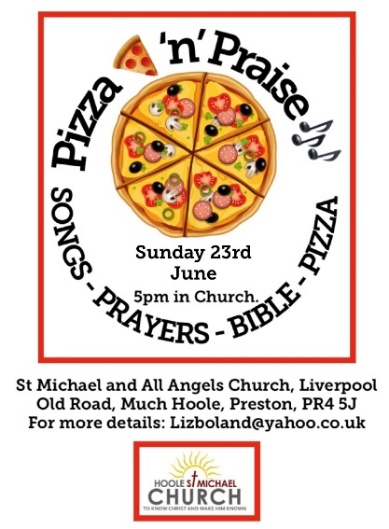 Pizza 'n' Praise
SONGS - PRAYERS - BIBLE - PIZZA
Sunday 23rd
June
5pm in Church.
St Michael and All Angels Church, Liverpool
Old Road, Much Hoole, Preston, PR4 5J
For more details: Lizboland@yahoo.co.uk
HOOLE ST MICHAEL
CHURCH
TO KNOW CHRIST AND MAKE HIM KNOWN